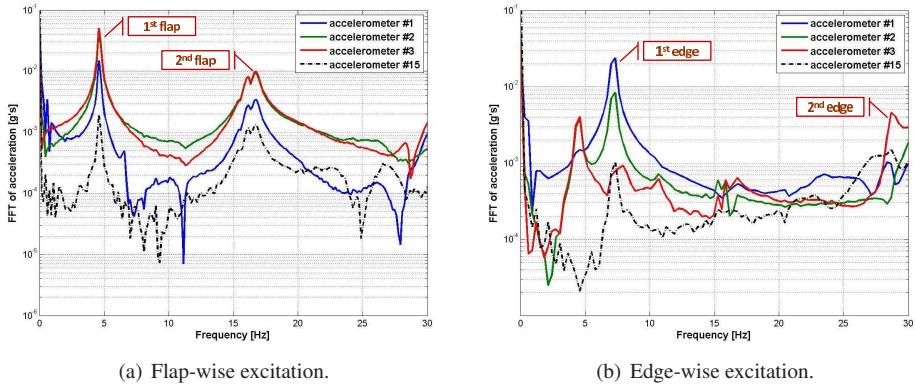 10^-1
10^-2
10^-3
10^-4
10^-5
10^-6
0 5 10 15 20 25 30
Frequency [Hz]
FFT of acceleration [g's]
1st flap
2nd flap
accelerometer #1
accelerometer #2
accelerometer #3
accelerometer #15
(a) Flap-wise excitation.
10^-1
10^-2
10^-3
10^-4
0 5 10 15 20 25 30
Frequency [Hz]
FFT of acceleration [g's]
1st edge
2nd edge
accelerometer #1
accelerometer #2
accelerometer #3
accelerometer #15
(b) Edge-wise excitation.